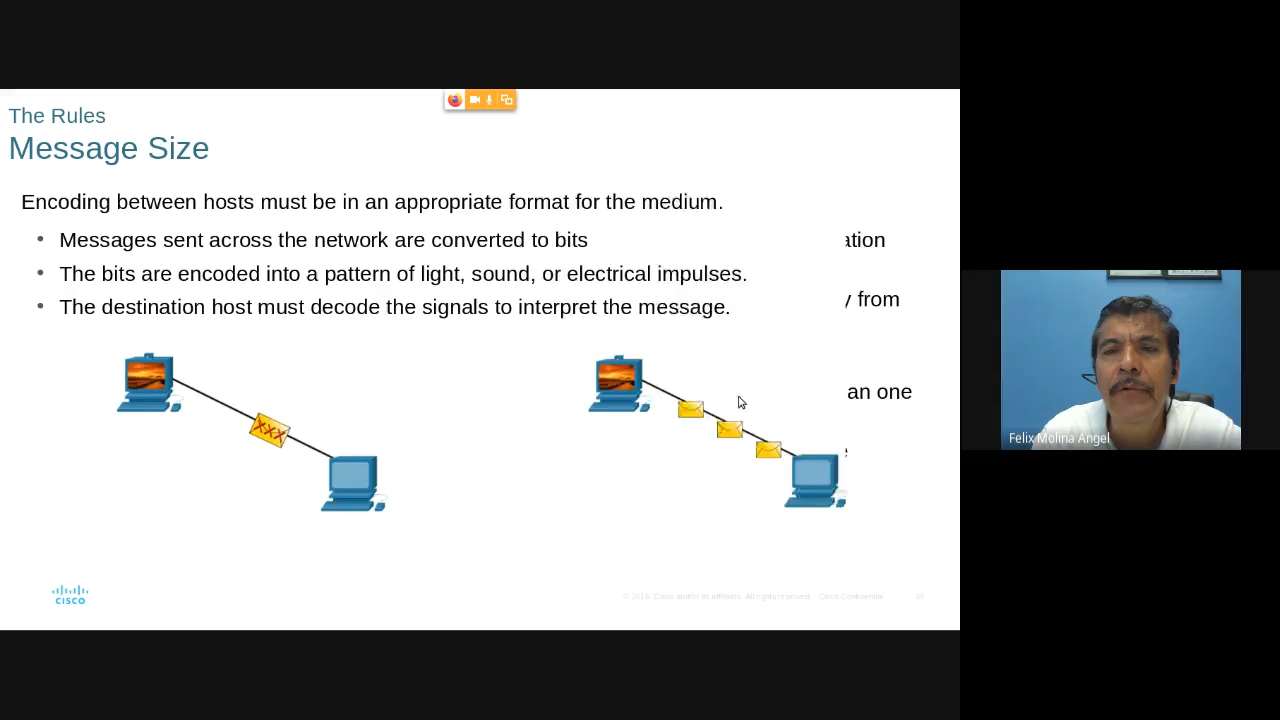 The Rules
Message Size
Encoding between hosts must be in an appropriate format for the medium.
• Messages sent across the network are converted to bits
ation
• The bits are encoded into a pattern of light, sound, or electrical impulses.
from
• The destination host must decode the signals to interpret the message.
an one
XXX
Felix Molina Angel
CISCO
© 2016 Cisco and/or its affiliates. All rights reserved. Cisco Confidential